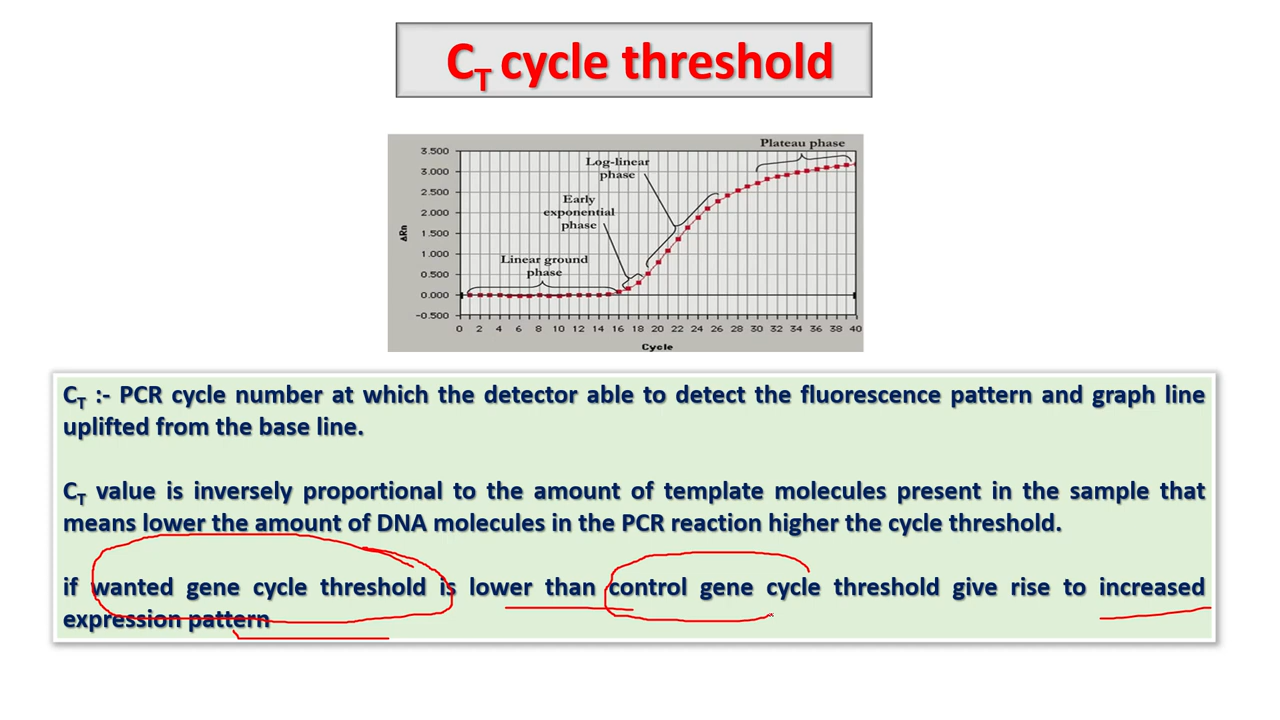 CT cycle threshold
Plateau phase
Log-linear
phase
Early
exponential
phase
Linear ground
phase
3.500
3.000
2.500
2.000
1.500
1.000
0.500
0.000
-0.500
ΔRn
0 2 4 6 8 10 12 14 16 18 20 22 24 26 28 30 32 34 36 38 40
Cycle
CT :- PCR cycle number at which the detector able to detect the fluorescence pattern and graph line
uplifted from the base line.
CT value is inversely proportional to the amount of template molecules present in the sample that
means lower the amount of DNA molecules in the PCR reaction higher the cycle threshold.
if wanted gene cycle threshold is lower than control gene cycle threshold give rise to increased
expression pattern